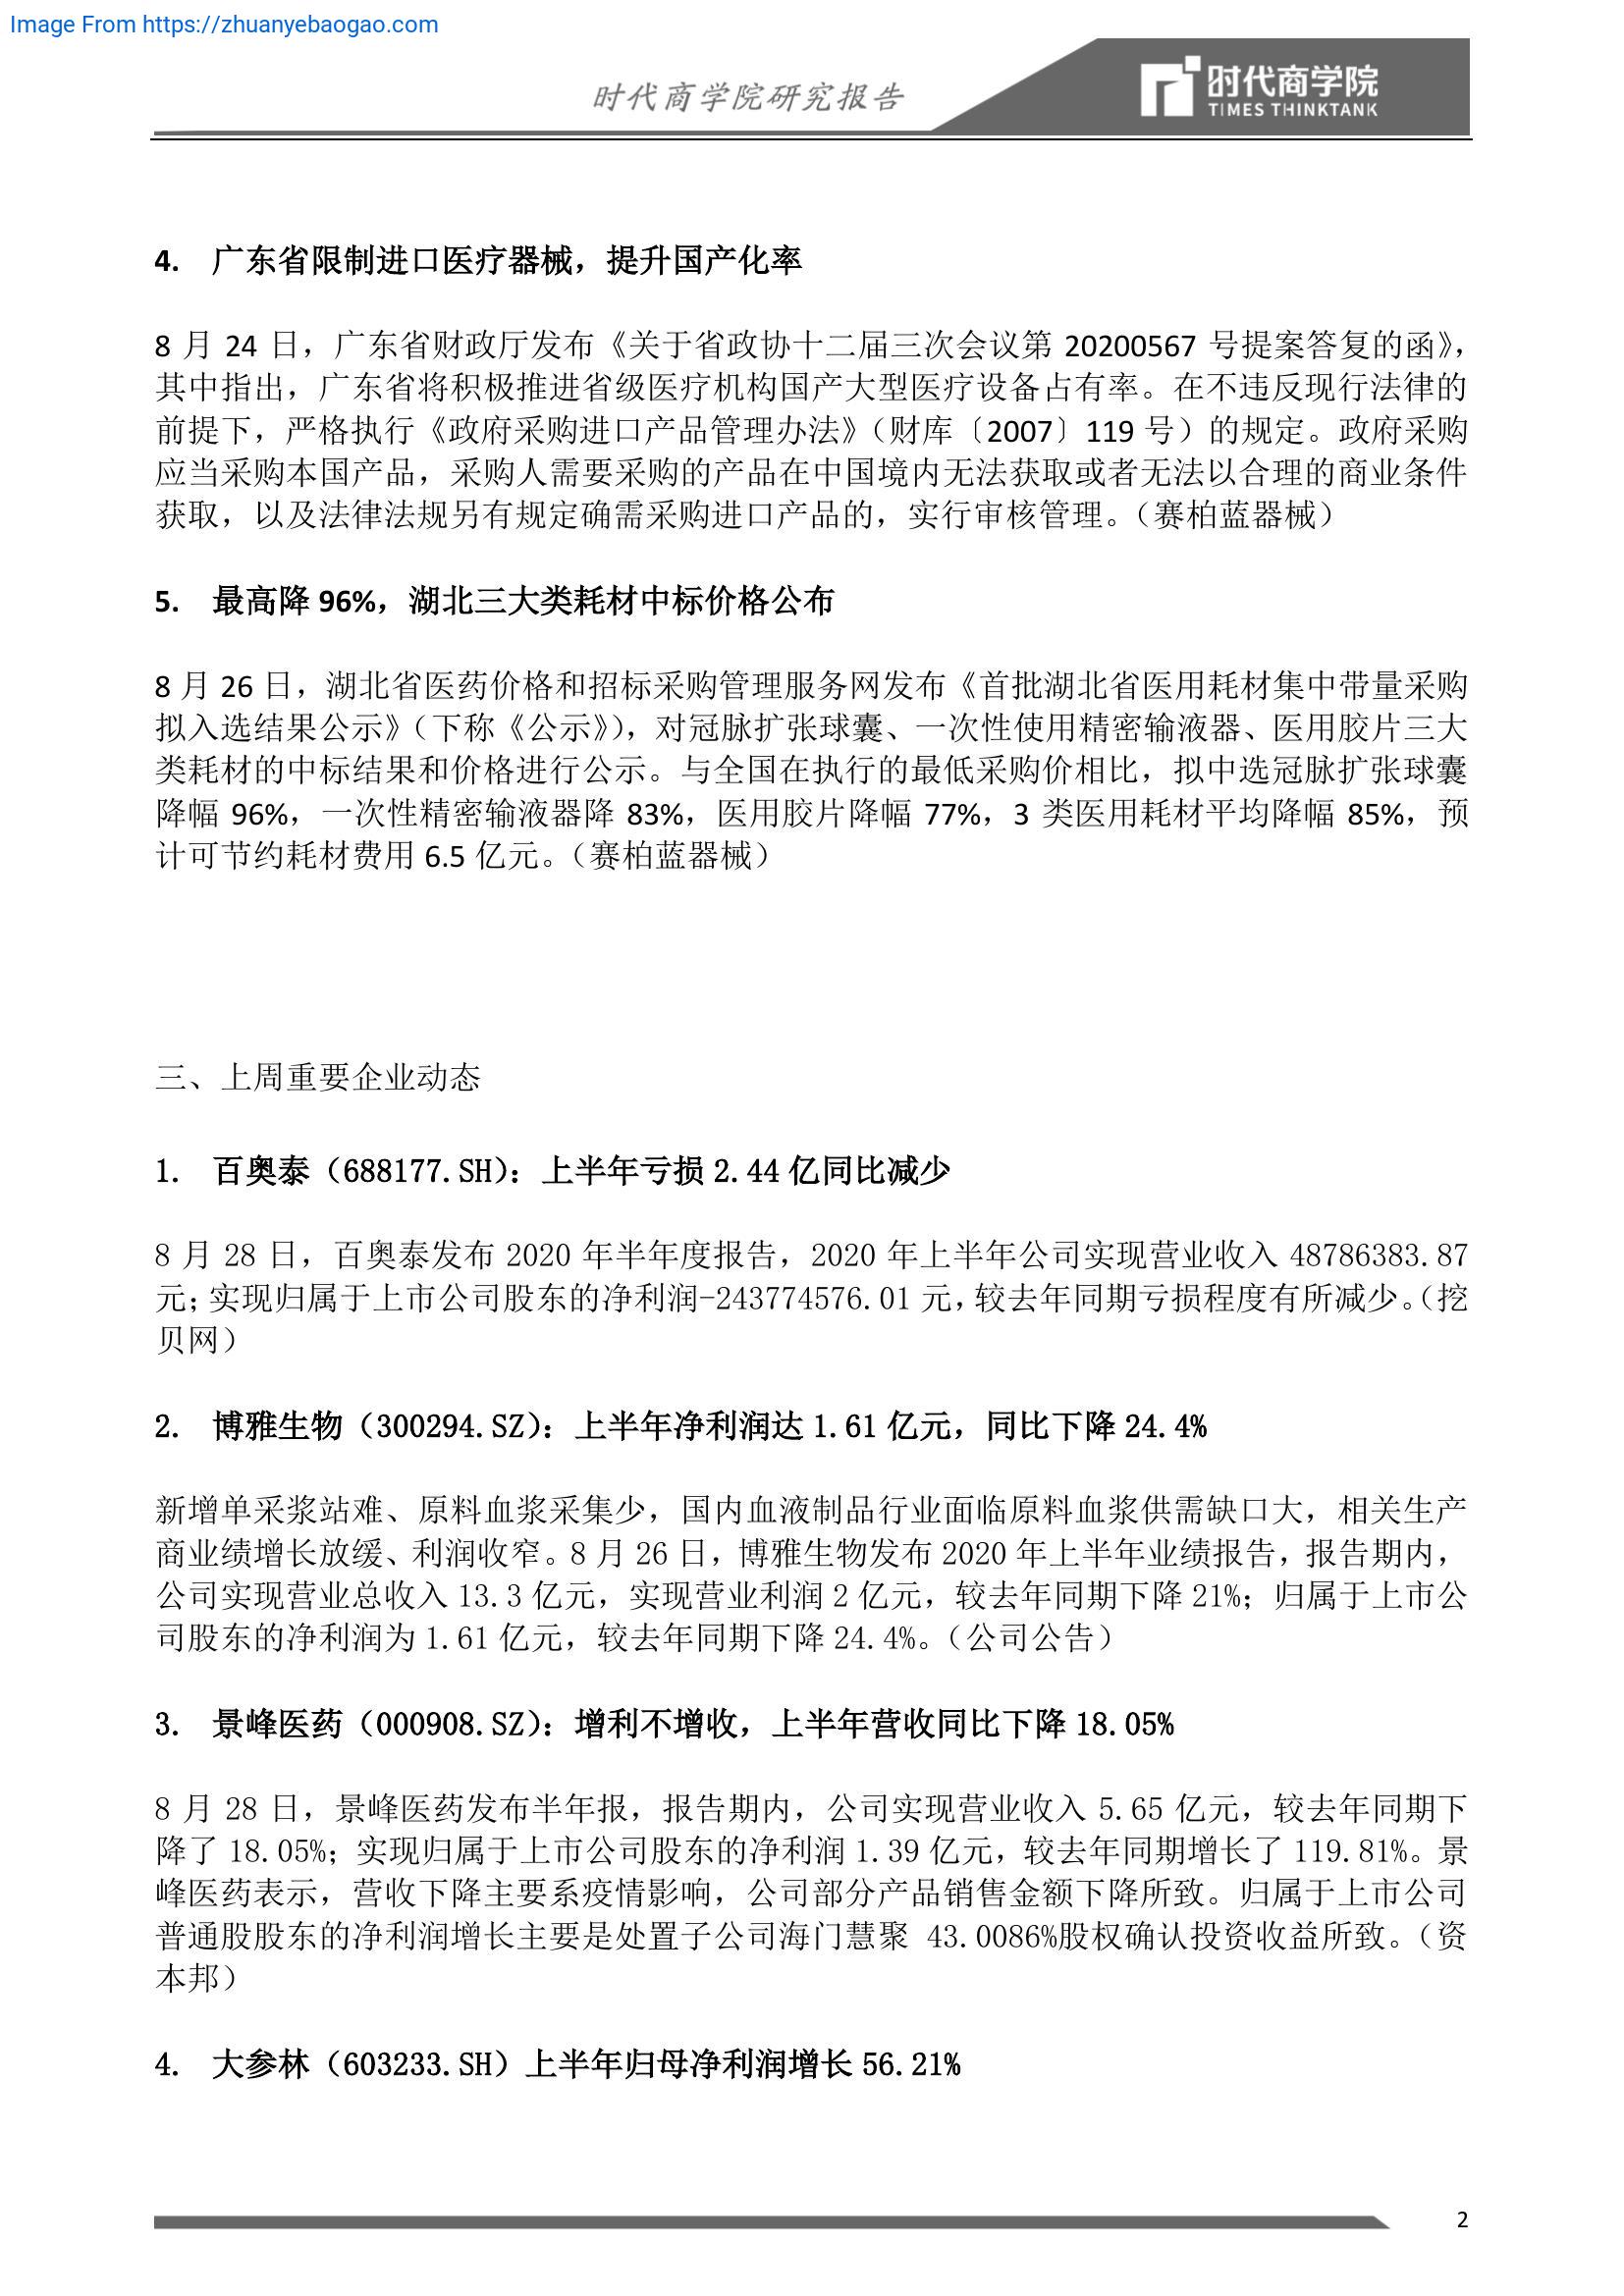 Image From https://zhuanyebaogao.com
时代商学院研究报告
时代商学院
TIMES THINKTANK
4. 广东省限制进口医疗器械，提升国产化率
8 月 24 日，广东省财政厅发布《关于省政协十二届三次会议第 20200567 号提案答复的函》，
其中指出，广东省将积极推进省级医疗机构国产大型医疗设备占有率。在不违反现行法律的
前提下，严格执行《政府采购进口产品管理办法》（财库〔2007〕119 号）的规定。政府采购
应当采购本国产品，采购人需要采购的产品在中国境内无法获取或者无法以合理的商业条件
获取，以及法律法规另有规定确需采购进口产品的，实行审核管理。（赛柏蓝器械）
5. 最高降 96%，湖北三大类耗材中标价格公布
8 月 26 日，湖北省医药价格和招标采购管理服务网发布《首批湖北省医用耗材集中带量采购
拟入选结果公示》（下称《公示》），对冠脉扩张球囊、一次性使用精密输液器、医用胶片三大
类耗材的中标结果和价格进行公示。与全国在执行的最低采购价相比，拟中选冠脉扩张球囊
降幅 96%，一次性精密输液器降 83%，医用胶片降幅 77%，3 类医用耗材平均降幅 85%，预
计可节约耗材费用 6.5 亿元。（赛柏蓝器械）
三、上周重要企业动态
1. 百奥泰（688177.SH）：上半年亏损 2.44 亿同比减少
8 月 28 日，百奥泰发布 2020 年半年度报告，2020 年上半年公司实现营业收入 48786383.87
元；实现归属于上市公司股东的净利润-243774576.01 元，较去年同期亏损程度有所减少。（挖
贝网）
2. 博雅生物（300294.SZ）：上半年净利润达 1.61 亿元，同比下降 24.4%
新增单采浆站难、原料血浆采集少，国内血液制品行业面临原料血浆供需缺口大，相关生产
商业绩增长放缓、利润收窄。8 月 26 日，博雅生物发布 2020 年上半年业绩报告，报告期内，
公司实现营业总收入 13.3 亿元，实现营业利润 2 亿元，较去年同期下降 21%；归属于上市公
司股东的净利润为 1.61 亿元，较去年同期下降 24.4%。（公司公告）
3. 景峰医药（000908.SZ）：增利不增收，上半年营收同比下降 18.05%
8 月 28 日，景峰医药发布半年报，报告期内，公司实现营业收入 5.65 亿元，较去年同期下
降了 18.05%；实现归属于上市公司股东的净利润 1.39 亿元，较去年同期增长了 119.81%。景
峰医药表示，营收下降主要系疫情影响，公司部分产品销售金额下降所致。归属于上市公司
普通股股东的净利润增长主要是处置子公司海门慧聚 43.0086%股权确认投资收益所致。（资
本邦）
4. 大参林（603233.SH）上半年归母净利润增长 56.21%
2